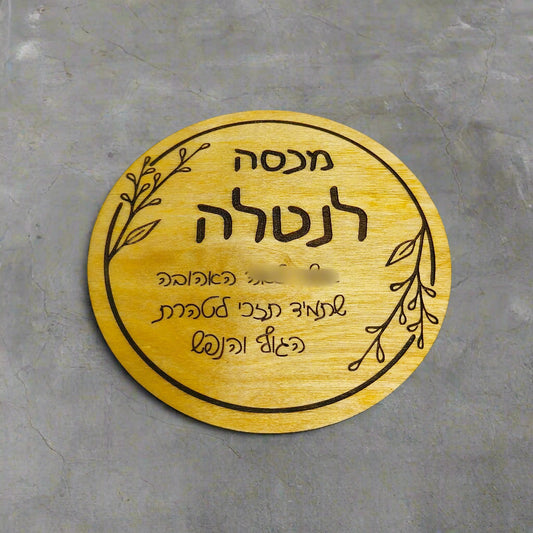 מכסה
לנטלה
האהובה
שתמיד תזכי לטהרת
הגוף והנפש